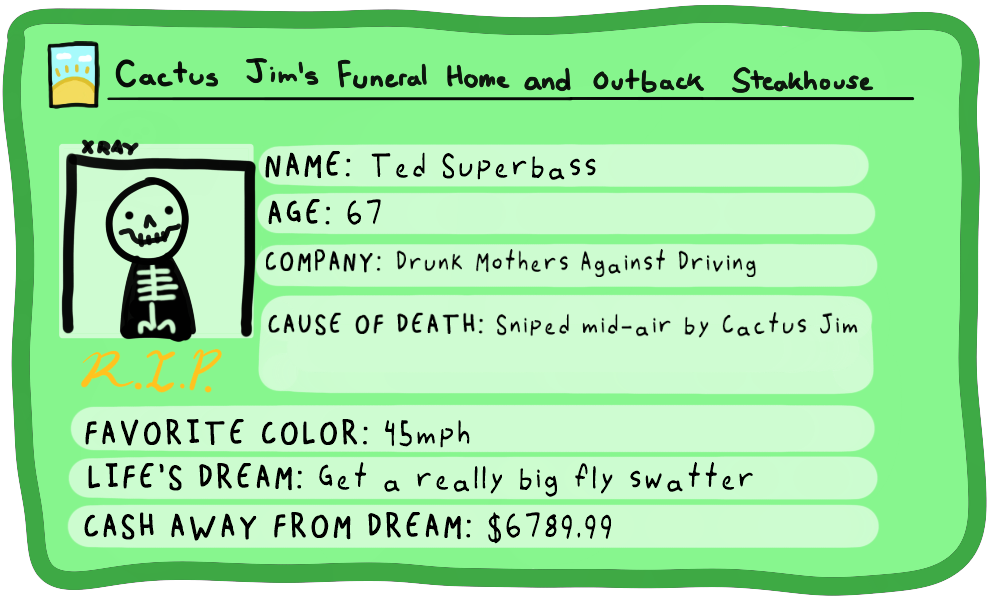 Cactus Jim's Funeral Home and Outback Steakhouse
XRAY
NAME: Ted Superbass
AGE: 67
COMPANY: Drunk Mothers Against Driving
CAUSE OF DEATH: Sniped mid-air by Cactus Jim
R.I.P.
FAVORITE COLOR: 45mph
LIFE'S DREAM: Get a really big fly swatter
CASH AWAY FROM DREAM: $6789.99